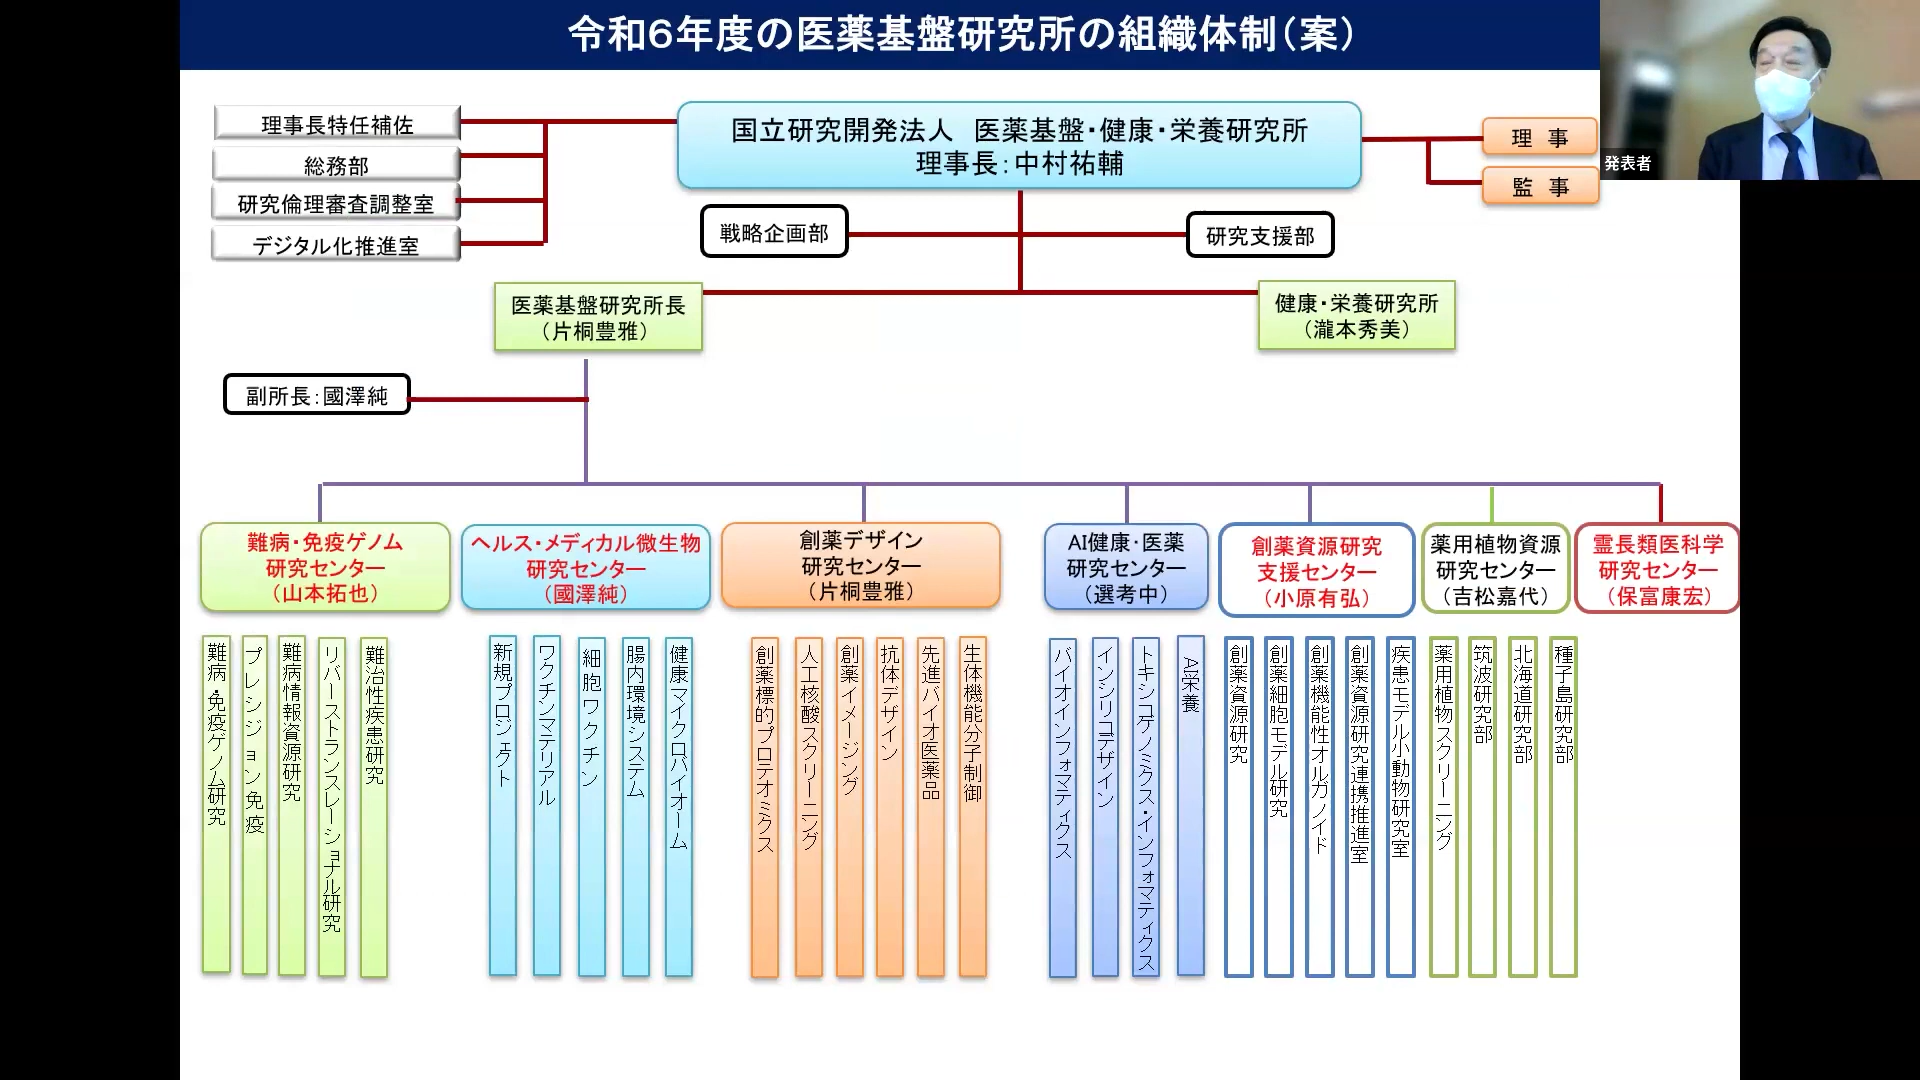 令和6年度の医薬基盤研究所の組織体制(案)
発表者
理事長特任補佐
総務部
研究倫理審査調整室
デジタル化推進室
国立研究開発法人 医薬基盤・健康・栄養研究所
理事長:中村祐輔
理 事
監 事
戦略企画部
研究支援部
医薬基盤研究所長
(片桐豊雅)
健康・栄養研究所
(瀧本秀美)
副所長:國澤純
難病・免疫ゲノム
研究センター
(山本拓也)
ヘルス・メディカル微生物
研究センター
(國澤純)
創薬デザイン
研究センター
(片桐豊雅)
AI健康・医薬
研究センター
(選考中)
創薬資源研究
支援センター
(小原有弘)
薬用植物資源
研究センター
(吉松嘉代)
霊長類医科学
研究センター
(保富康宏)
難病・免疫ゲノム研究
プレシジョン免疫
難病情報資源研究
リバーストランスレーショナル研究
難治性疾患研究
新規プロジェクト
ワクチンマテリアル
細胞ワクチン
腸内環境システム
健康マイクロバイオーム
創薬標的プロテオミクス
人工核酸スクリーニング
創薬イメージング
抗体デザイン
先進バイオ医薬品
生体機能分子制御
バイオインフォマティクス
インシリコデザイン
トキシコゲノミクス・インフォマティクス
AI栄養
創薬資源研究
創薬細胞モデル研究
創薬機能性オルガノイド
創薬資源研究連携推進室
疾患モデル小動物研究室
薬用植物スクリーニング
筑波研究部
北海道研究部
種子島研究部